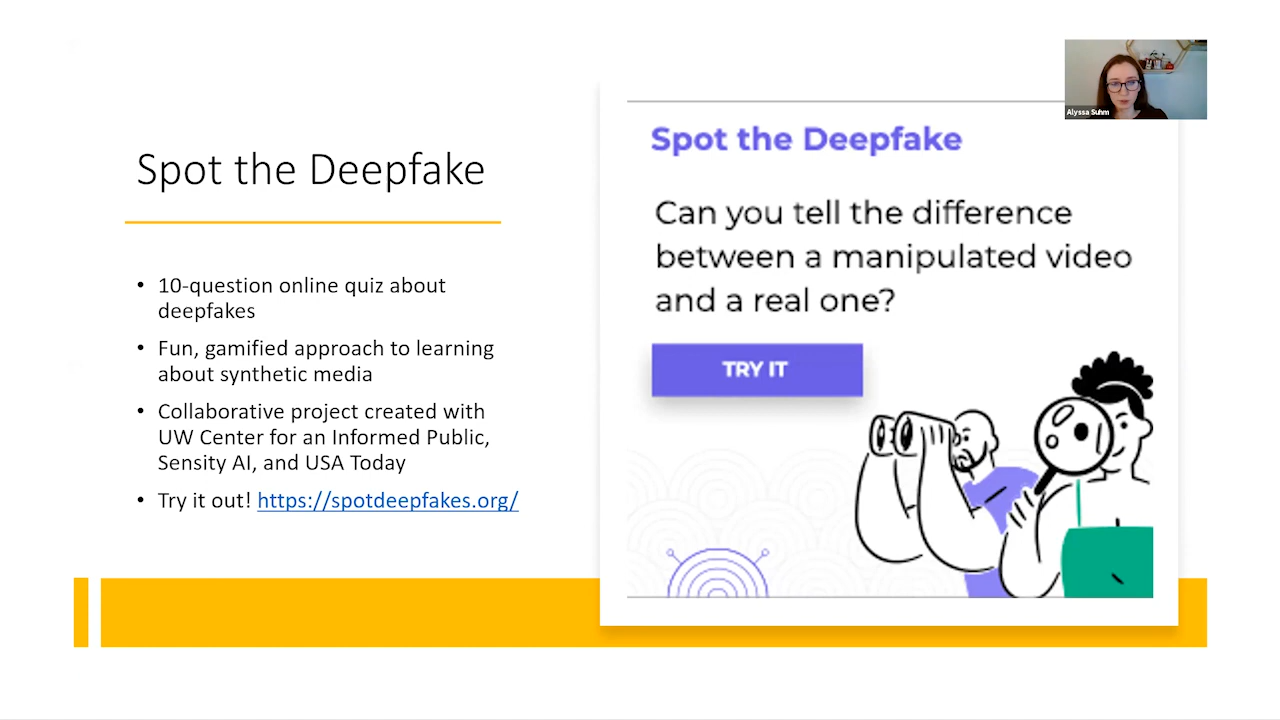 Alyssa Suhm
Spot the Deepfake
• 10-question online quiz about
deepfakes
• Fun, gamified approach to learning
about synthetic media
• Collaborative project created with
UW Center for an Informed Public,
Sensity AI, and USA Today
• Try it out! https://spotdeepfakes.org/
Spot the Deepfake
Can you tell the difference
between a manipulated video
and a real one?
TRY IT